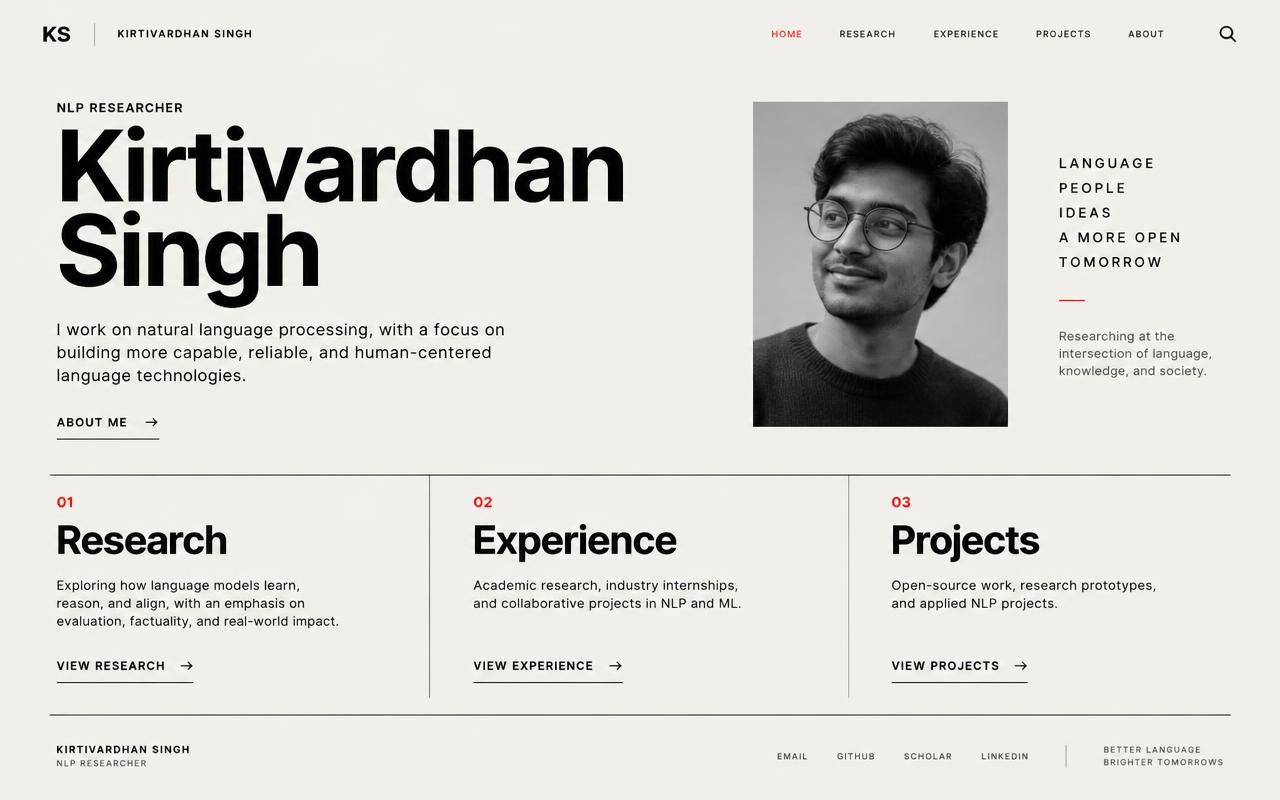 KS
KIRTIVARDHAN SINGH
HOME
RESEARCH
EXPERIENCE
PROJECTS
ABOUT
NLP RESEARCHER
Kirtivardhan
Singh
I work on natural language processing, with a focus on
building more capable, reliable, and human-centered
language technologies.
ABOUT ME →
LANGUAGE
PEOPLE
IDEAS
A MORE OPEN
TOMORROW
Researching at the
intersection of language,
knowledge, and society.
01
Research
Exploring how language models learn,
reason, and align, with an emphasis on
evaluation, factuality, and real-world impact.
VIEW RESEARCH →
02
Experience
Academic research, industry internships,
and collaborative projects in NLP and ML.
VIEW EXPERIENCE →
03
Projects
Open-source work, research prototypes,
and applied NLP projects.
VIEW PROJECTS →
KIRTIVARDHAN SINGH
NLP RESEARCHER
EMAIL
GITHUB
SCHOLAR
LINKEDIN
BETTER LANGUAGE
BRIGHTER TOMORROWS